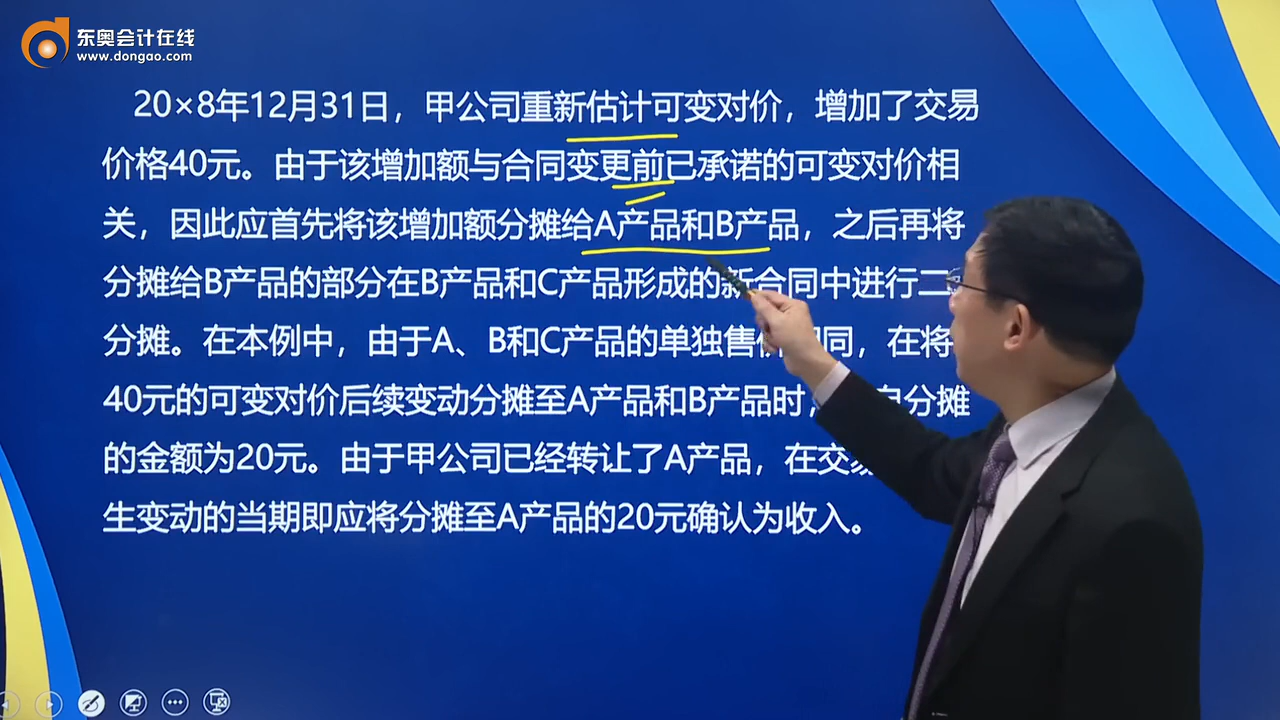 东奥会计在线
www.dongao.com
20×8年12月31日，甲公司重新估计可变对价，增加了交易
价格40元。由于该增加额与合同变更前已承诺的可变对价相
关，因此应首先将该增加额分摊给A产品和B产品，之后再将
分摊给B产品的部分在B产品和C产品形成的新合同中进行二
分摊。在本例中，由于A、B和C产品的单独售价相同，在将
40元的可变对价后续变动分摊至A产品和B产品时，自分摊
的金额为20元。由于甲公司已经转让了A产品，在交易
生变动的当期即应将分摊至A产品的20元确认为收入。